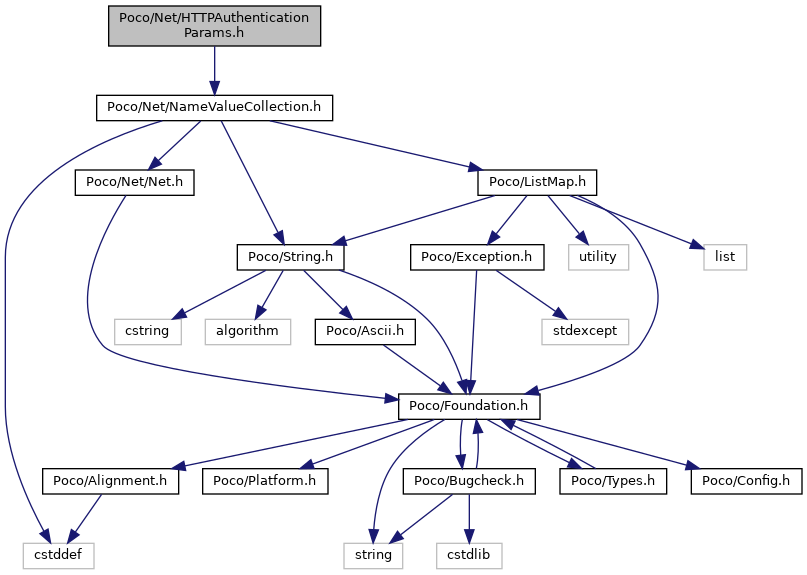 Poco/Net/HTTPAuthentication
Params.h
Poco/Net/NameValueCollection.h
Poco/Net/Net.h
Poco/ListMap.h
Poco/String.h
Poco/Exception.h
utility
list
cstring
algorithm
Poco/Ascii.h
stdexcept
Poco/Foundation.h
Poco/Alignment.h
Poco/Platform.h
Poco/Bugcheck.h
Poco/Types.h
Poco/Config.h
cstddef
string
cstdlib